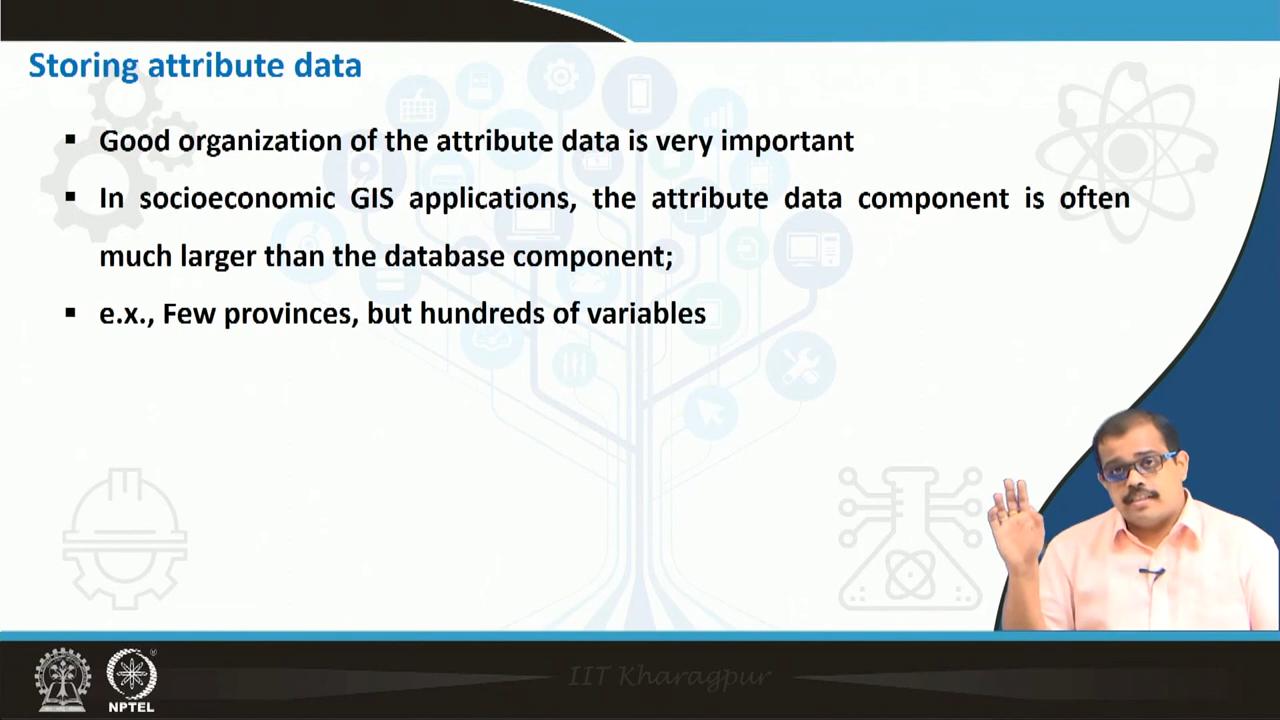 Storing attribute data
▪ Good organization of the attribute data is very important
▪ In socioeconomic GIS applications, the attribute data component is often
much larger than the database component;
▪ e.x., Few provinces, but hundreds of variables
IIT Kharagpur
NPTEL